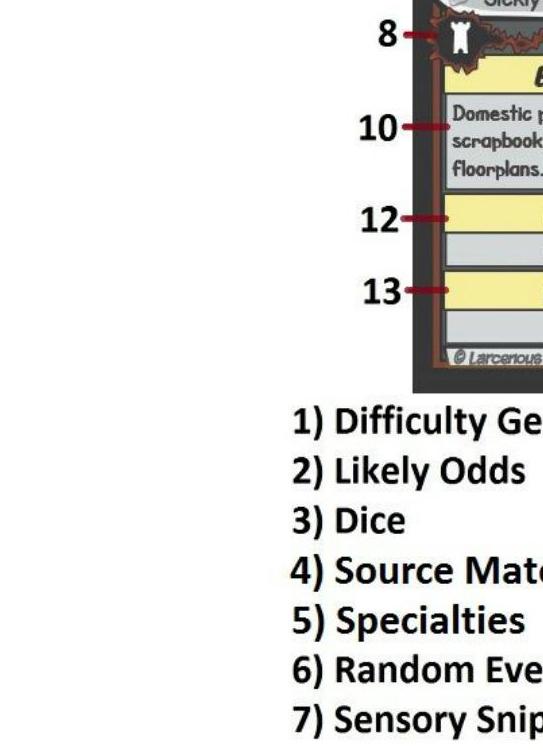 8
10
Domestic
scrapbook
floorplans.
12
13
© Larcenous
1) Difficulty Ge
2) Likely Odds
3) Dice
4) Source Mat
5) Specialties
6) Random Eve
7) Sensory Snip